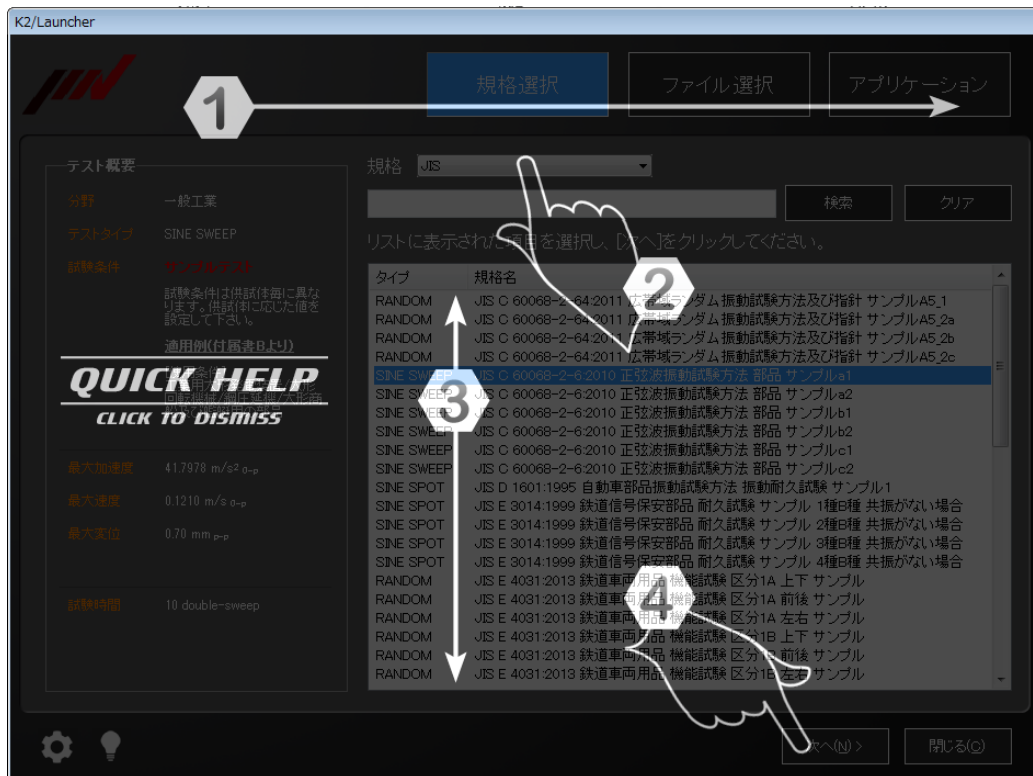 K2/Launcher
規格選択
ファイル選択
アプリケーション
1
テスト概要
分野
一般工業
テストタイプ
SINE SWEEP
試験条件
サンプルテスト
試験条件は供試体毎に異な
ります。供試体に応じた値を
設定して下さい。
適用例(付属書Bより)
QUICK HELP
CLICK TO DISMISS
最大加速度
41.7978 m/s² 0-p
最大速度
0.1210 m/s 0-p
最大変位
0.70 mm p-p
試験時間
10 double-sweep
規格
JIS
検索
クリア
リストに表示された項目を選択し、[次へ]をクリックしてください。
2
タイプ 規格名
RANDOM JIS C 60068-2-64:2011 広帯域ランダム振動試験方法及び指針 サンプルA5_1
RANDOM JIS C 60068-2-64:2011 広帯域ランダム振動試験方法及び指針 サンプルA5_2a
RANDOM JIS C 60068-2-64:2011 広帯域ランダム振動試験方法及び指針 サンプルA5_2b
RANDOM JIS C 60068-2-64:2011 広帯域ランダム振動試験方法及び指針 サンプルA5_2c
SINE SWEEP JIS C 60068-2-6:2010 正弦波振動試験方法 部品 サンプルa1
SINE SWEEP JIS C 60068-2-6:2010 正弦波振動試験方法 部品 サンプルa2
SINE SWEEP JIS C 60068-2-6:2010 正弦波振動試験方法 部品 サンプルb1
SINE SWEEP JIS C 60068-2-6:2010 正弦波振動試験方法 部品 サンプルb2
SINE SWEEP JIS C 60068-2-6:2010 正弦波振動試験方法 部品 サンプルc1
SINE SWEEP JIS C 60068-2-6:2010 正弦波振動試験方法 部品 サンプルc2
SINE SPOT JIS D 1601:1995 自動車部品振動試験方法 振動耐久試験 サンプル1
SINE SPOT JIS E 3014:1999 鉄道信号保安部品 耐久試験 サンプル 1種B種 共振がない場合
SINE SPOT JIS E 3014:1999 鉄道信号保安部品 耐久試験 サンプル 2種B種 共振がない場合
SINE SPOT JIS E 3014:1999 鉄道信号保安部品 耐久試験 サンプル 3種B種 共振がない場合
SINE SPOT JIS E 3014:1999 鉄道信号保安部品 耐久試験 サンプル 4種B種 共振がない場合
RANDOM JIS E 4031:2013 鉄道車両用品 機能試験 区分1A 上下 サンプル
RANDOM JIS E 4031:2013 鉄道車両用品 機能試験 区分1A 前後 サンプル
RANDOM JIS E 4031:2013 鉄道車両用品 機能試験 区分1A 左右 サンプル
RANDOM JIS E 4031:2013 鉄道車両用品 機能試験 区分1B 上下 サンプル
RANDOM JIS E 4031:2013 鉄道車両用品 機能試験 区分1B 前後 サンプル
RANDOM JIS E 4031:2013 鉄道車両用品 機能試験 区分1B 左右 サンプル
3
4
次へ(N) >
閉じる(C)